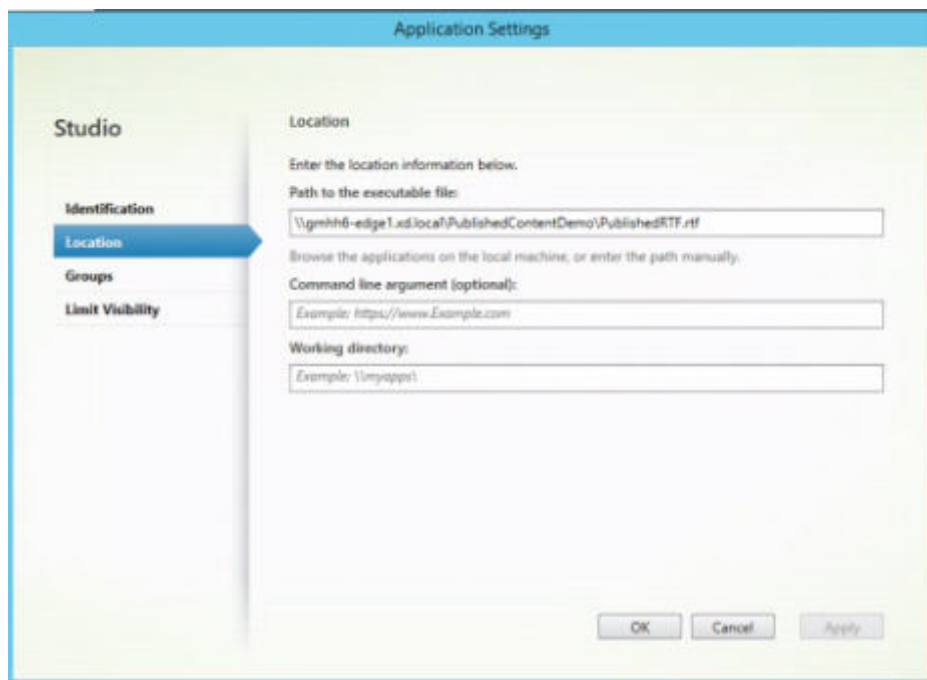 Application Settings
Studio
Identification
Location
Groups
Limit Visibility
Location
Enter the location information below.
Path to the executable file:
\\gmhh6-edge1.xd.local\PublishedContentDemo\PublishedRTF.rtf
Browse the applications on the local machine, or enter the path manually.
Command line argument (optional):
Example: https://www.Example.com
Working directory:
Example: \\myapps\
OK
Cancel
Apply